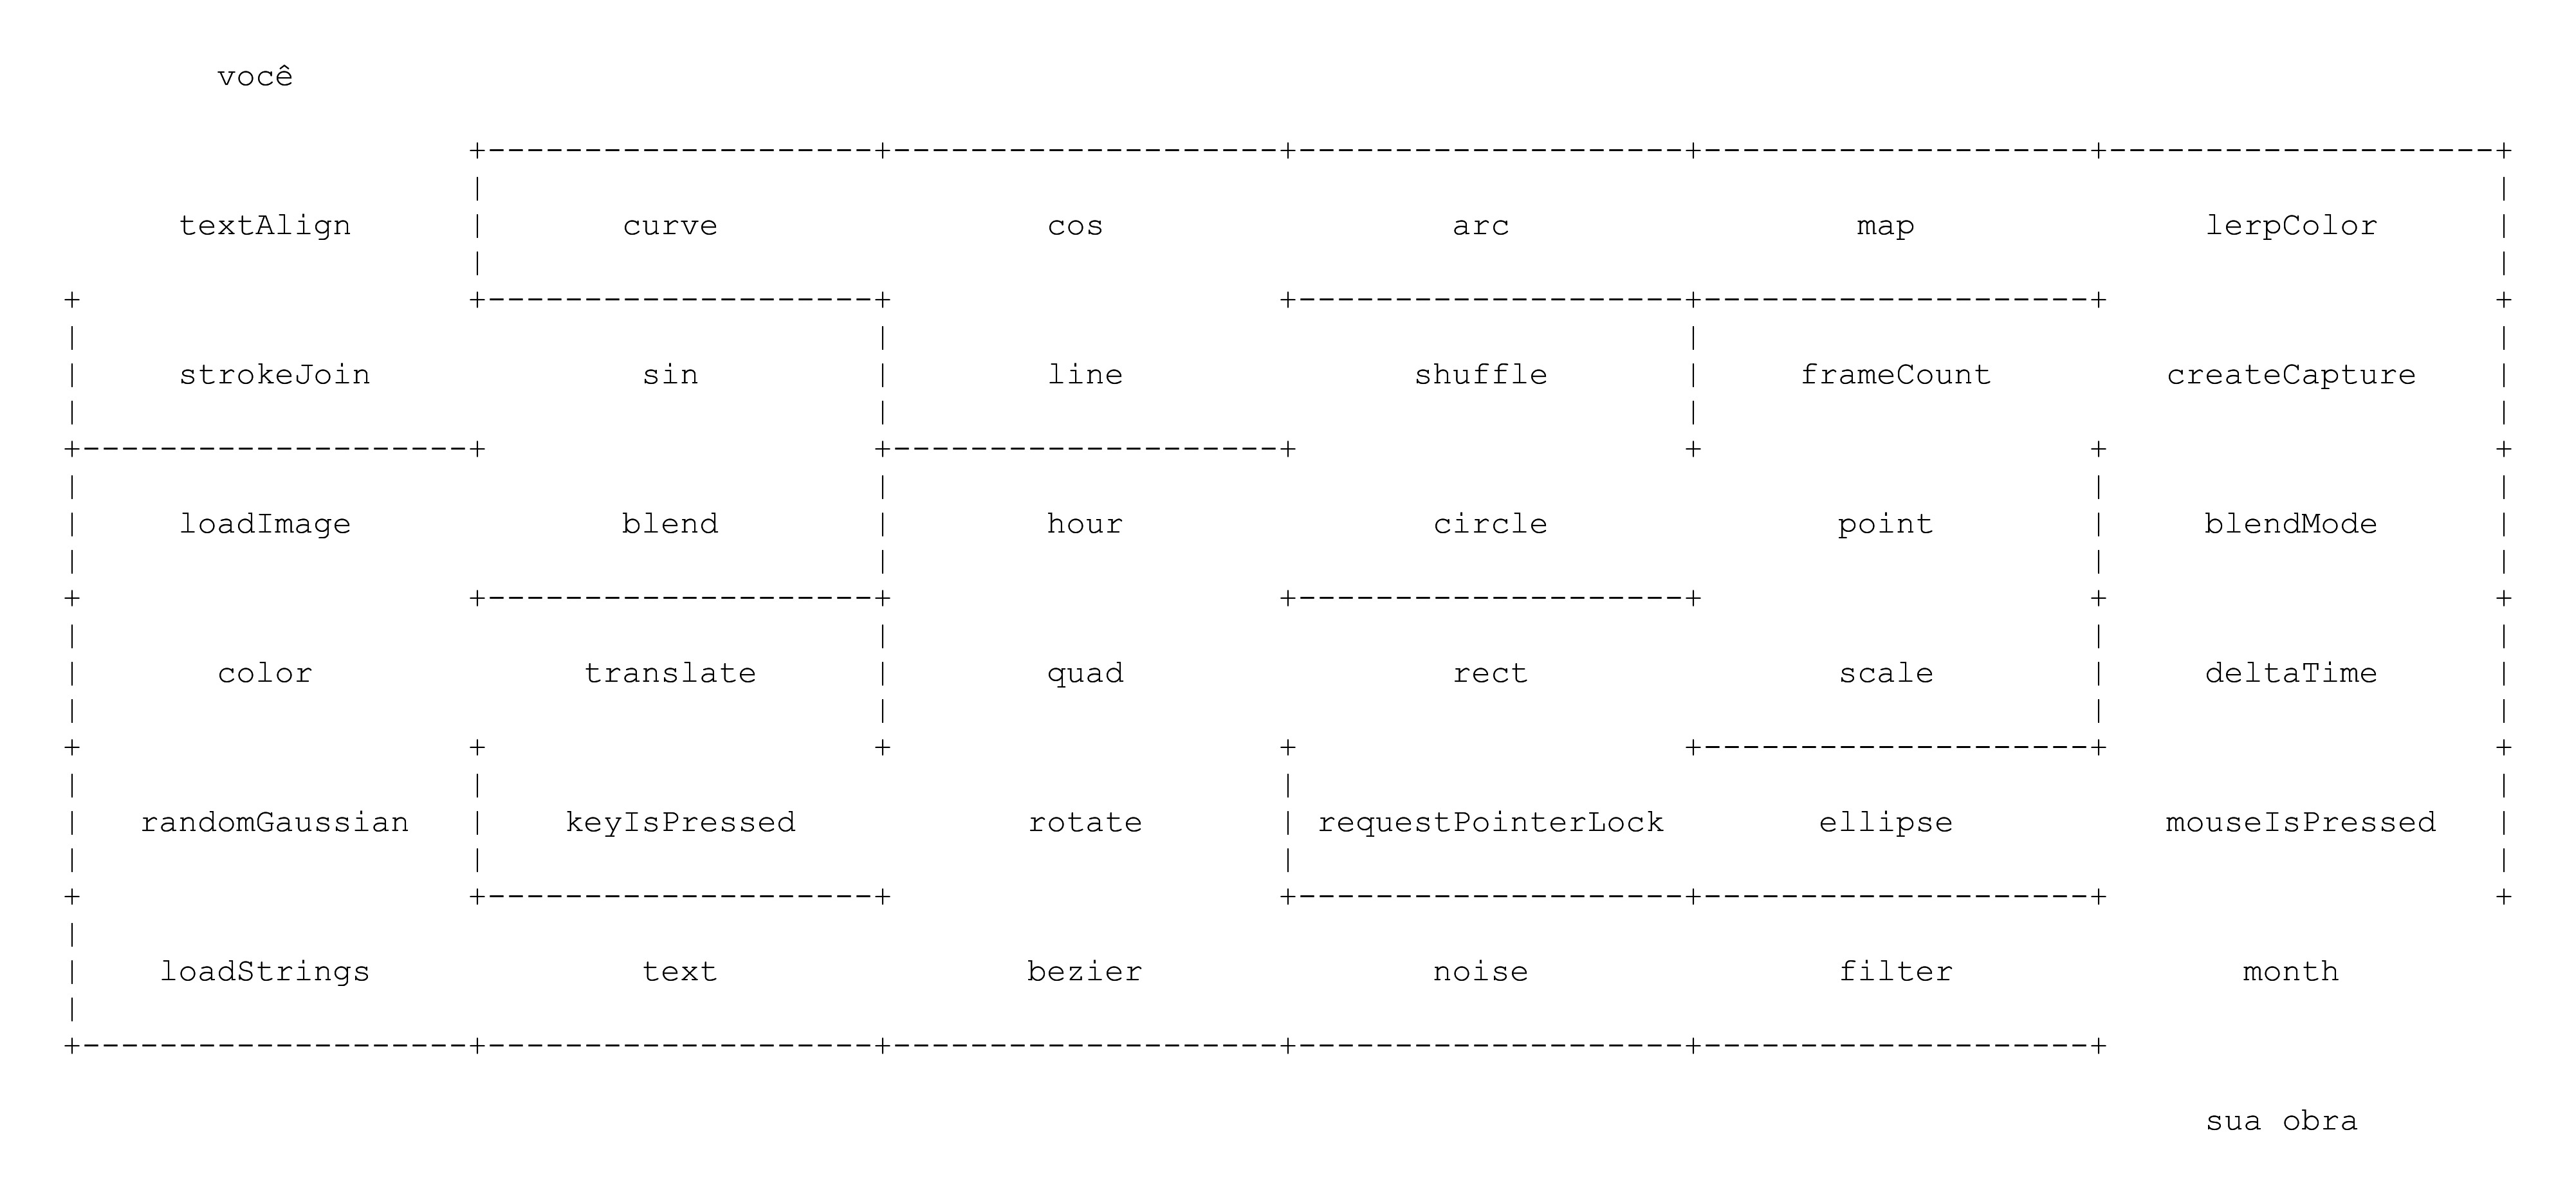 você
textAlign curve cos arc map lerpColor
strokeJoin sin line shuffle frameCount createCapture
loadImage blend hour circle point blendMode
color translate quad rect scale deltaTime
randomGaussian keyIsPressed rotate requestPointerLock ellipse mouseIsPressed
loadStrings text bezier noise filter month
sua obra